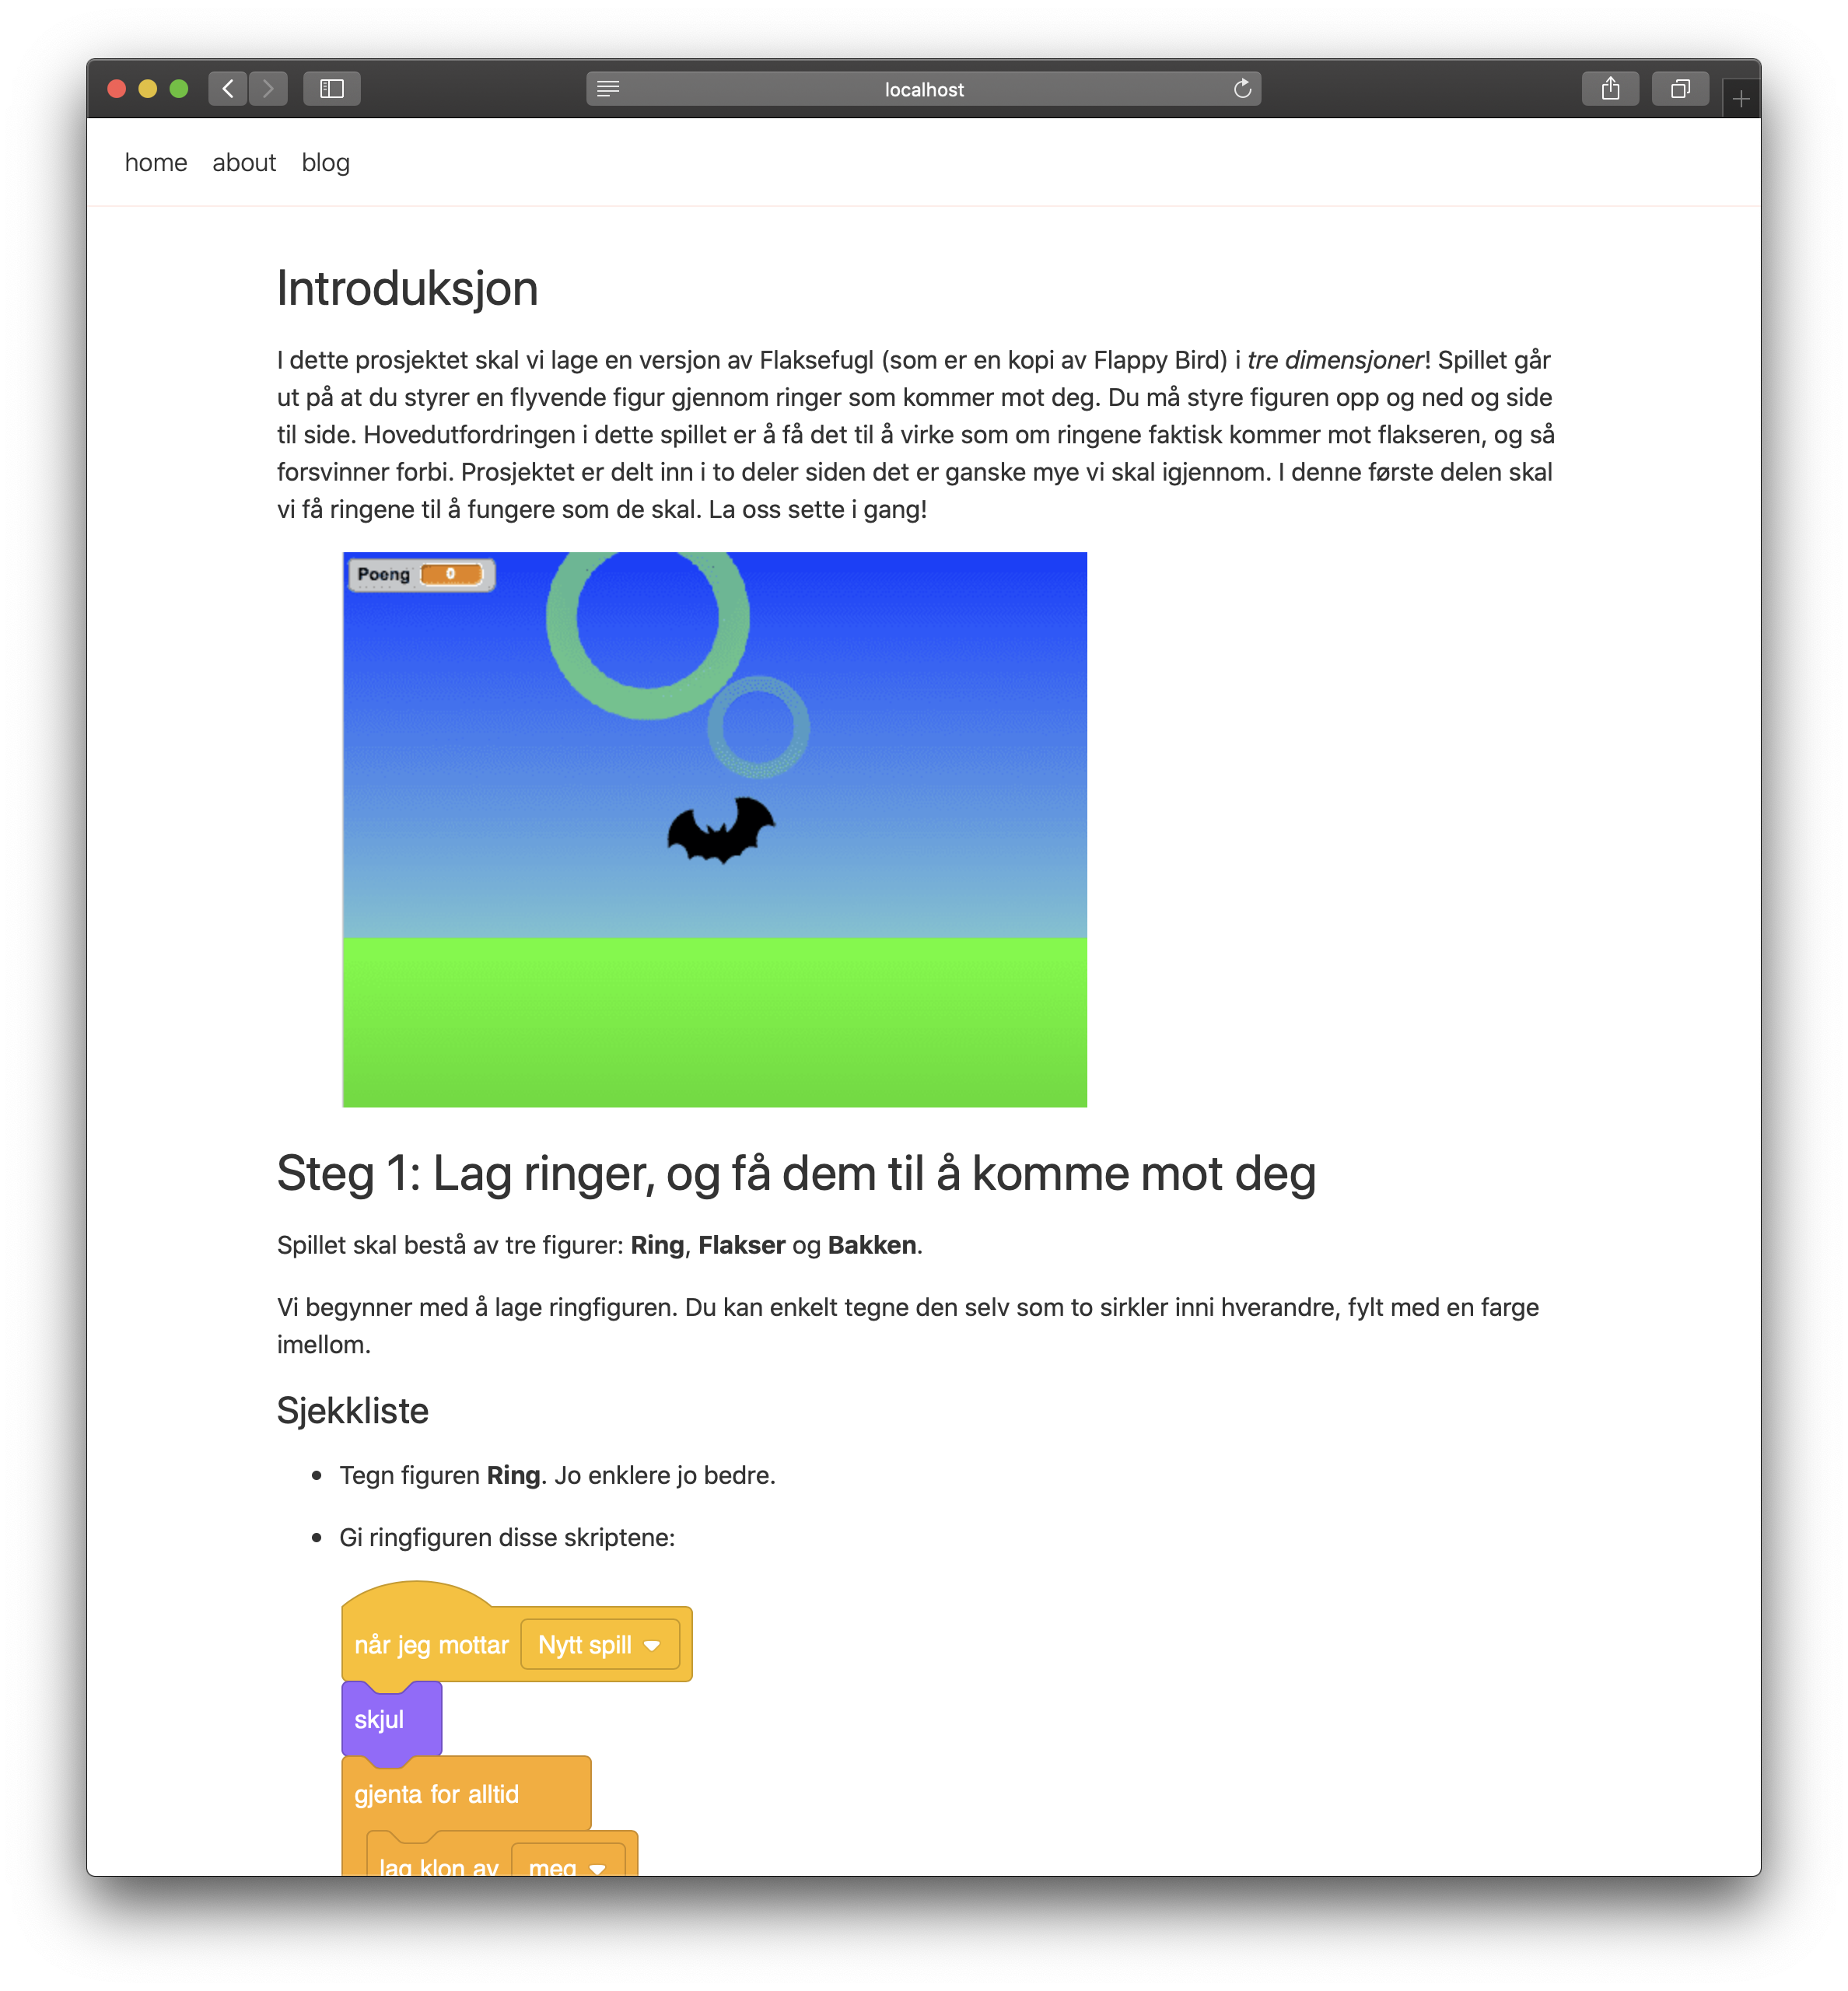 localhost
home about blog
Introduksjon
I dette prosjektet skal vi lage en versjon av Flaksefugl (som er en kopi av Flappy Bird) i tre dimensjoner! Spillet går
ut på at du styrer en flyvende figur gjennom ringer som kommer mot deg. Du må styre figuren opp og ned og side
til side. Hovedutfordringen i dette spillet er å få det til å virke som om ringene faktisk kommer mot flakseren, og så
forsvinner forbi. Prosjektet er delt inn i to deler siden det er ganske mye vi skal igjennom. I denne første delen skal
vi få ringene til å fungere som de skal. La oss sette i gang!
Poeng 0
Steg 1: Lag ringer, og få dem til å komme mot deg
Spillet skal bestå av tre figurer: Ring, Flakser og Bakken.
Vi begynner med å lage ringfiguren. Du kan enkelt tegne den selv som to sirkler inni hverandre, fylt med en farge
imellom.
Sjekkliste
• Tegn figuren Ring. Jo enklere jo bedre.
• Gi ringfiguren disse skriptene:
når jeg mottar Nytt spill
skjul
gjenta for alltid
lag klon av meg